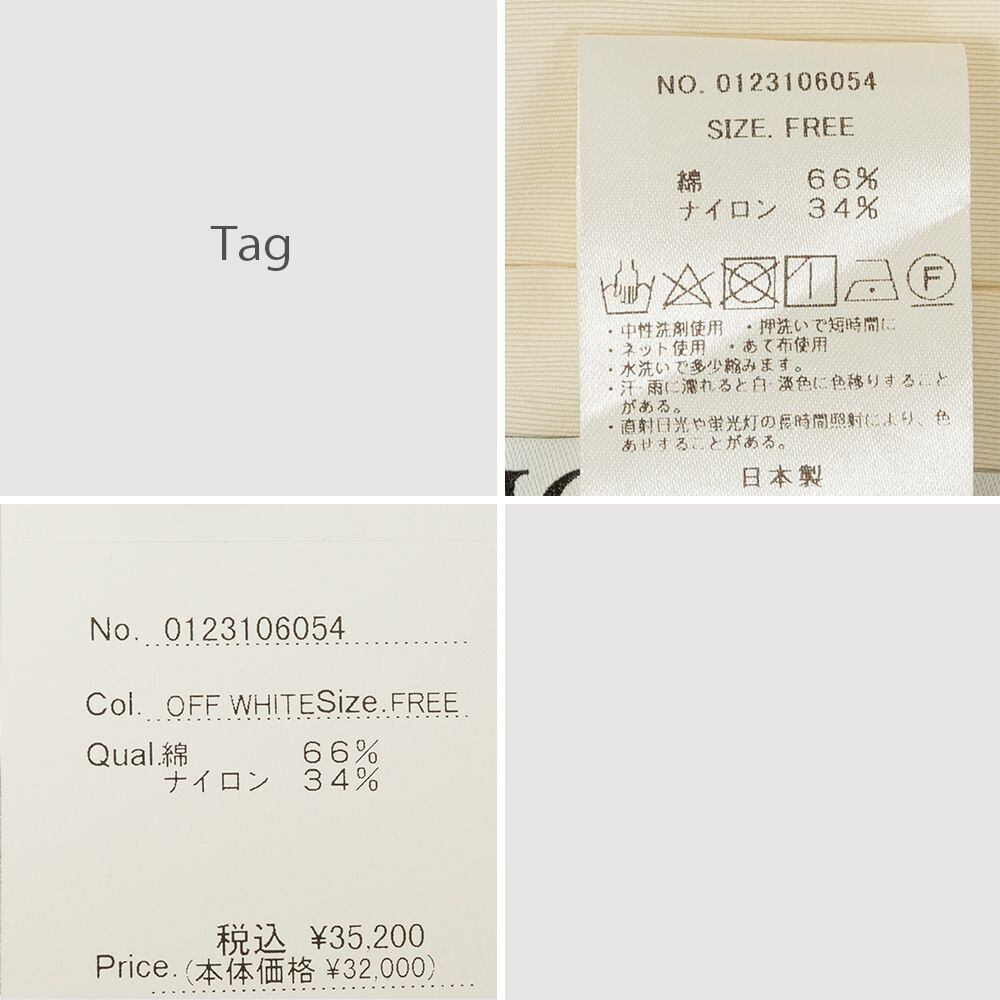 Tag
NO. 0123106054
SIZE. FREE
綿 66%
ナイロン 34%
F
・中性洗剤使用 ・押洗いで短時間に
・ネット使用 ・あて布使用
・水洗いで多少縮みます。
・汗・雨に濡れると白・淡色に色移りすること
がある。
・直射日光や蛍光灯の長時間照射により、色
あせすることがある。
日本製
No. 0123106054
Col. OFF WHITE Size. FREE
Qual. 綿 66%
ナイロン 34%
税込 ¥35,200
Price. (本体価格 ¥32,000)